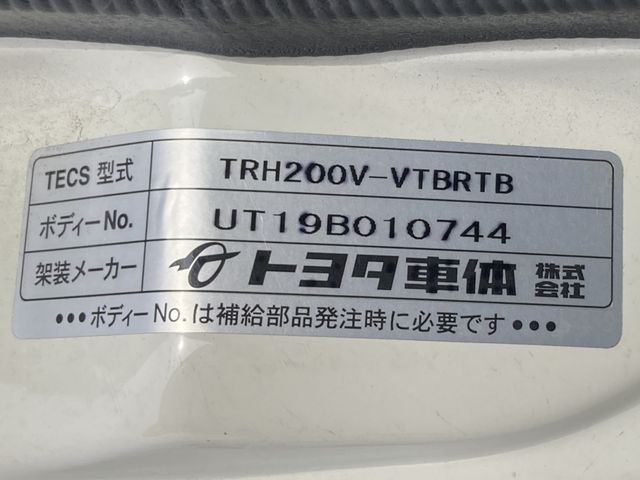 TECS 型式 TRH200V-VTBRTB
ボディーNo. UT19B010744
架装メーカー トヨタ車体 株式会社
●●●ボディーNo.は補給部品発注時に必要です●●●